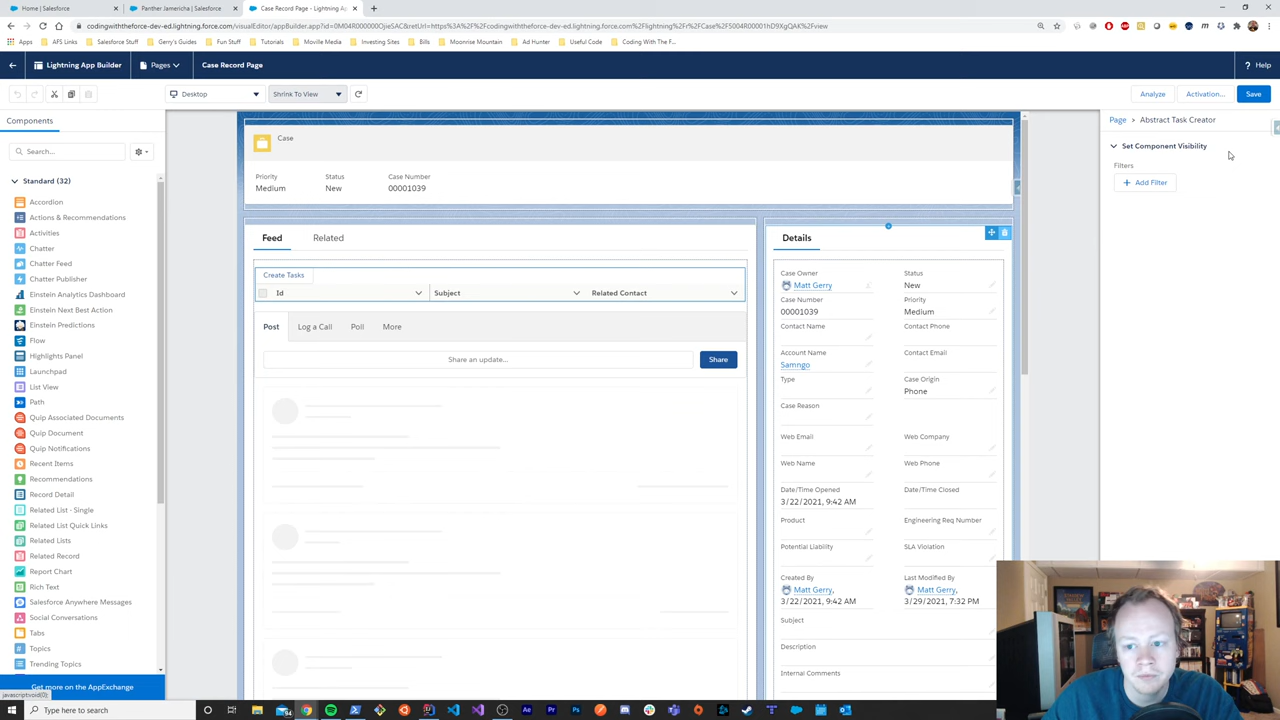 Home | Salesforce
Panther Jamericha | Salesforce
Case Record Page - Lightning App
codingwiththeforce-dev-ed.lightning.force.com/visualEditor/appBuilder.app?id=
Apps
AFS Links
Salesforce Stuff
Gerry's Guides
Fun Stuff
Tutorials
Moville Media
Investing Sites
Bills
Moonrise Mountain
Ad Hunter
Useful Code
Coding With The F...
Lightning App Builder
Pages
Case Record Page
? Help
Desktop
Shrink To View
Analyze
Activation...
Save
Components
Search...
Standard (32)
Accordion
Actions & Recommendations
Activities
Chatter
Chatter Feed
Chatter Publisher
Einstein Analytics Dashboard
Einstein Next Best Action
Einstein Predictions
Flow
Highlights Panel
Launchpad
List View
Path
Quip Associated Documents
Quip Document
Quip Notifications
Recent Items
Recommendations
Record Detail
Related List - Single
Related List Quick Links
Related Lists
Related Record
Report Chart
Rich Text
Salesforce Anywhere Messages
Social Conversations
Tabs
Topics
Trending Topics
Get more on the AppExchange
javascript:void(0);
Case
Priority
Status
Case Number
Medium
New
00001039
Feed
Related
Create Tasks
Id
Subject
Related Contact
Post
Log a Call
Poll
More
Share an update...
Share
Details
Case Owner
Status
Matt Gerry
New
Case Number
Priority
00001039
Medium
Contact Name
Contact Phone
Account Name
Contact Email
Samngo
Type
Case Origin
Phone
Case Reason
Web Email
Web Company
Web Name
Web Phone
Date/Time Opened
Date/Time Closed
3/22/2021, 9:42 AM
Product
Engineering Req Number
Potential Liability
SLA Violation
Created By
Last Modified By
Matt Gerry,
Matt Gerry,
3/22/2021, 9:42 AM
3/29/2021, 7:32 PM
Subject
Description
Internal Comments
Page > Abstract Task Creator
Set Component Visibility
Filters
+ Add Filter
Type here to search